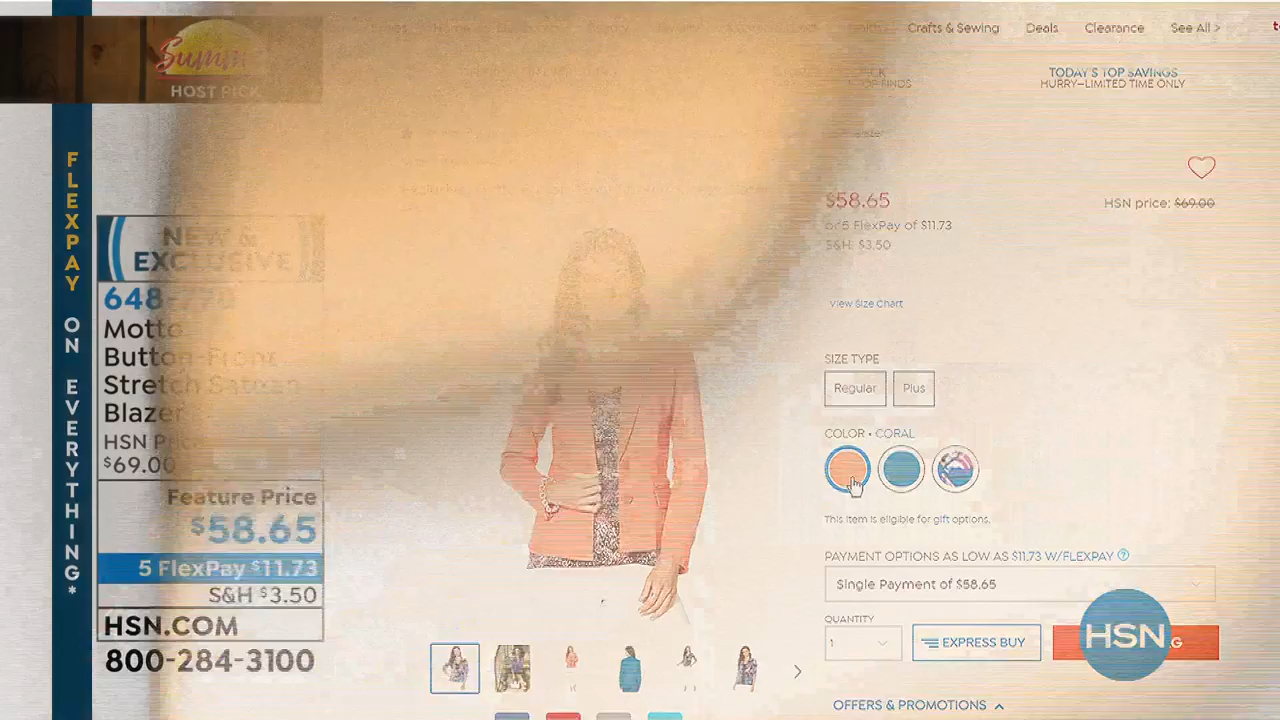 Crafts & Sewing Deals Clearance See All >
Summ
HOST PICK
TODAY'S TOP SAVINGS
HURRY—LIMITED TIME ONLY
FLEXPAY ON EVERYTHING*
NEW &
EXCLUSIVE
648-770
Motto
Button-Front
Stretch Sateen
Blazer
HSN Price
$69.00
Feature Price
$58.65
5 FlexPay $11.73
S&H $3.50
HSN.COM
800-284-3100
$58.65
HSN price: $69.00
or 5 FlexPay of $11.73
S&H: $3.50
View Size Chart
SIZE TYPE
Regular Plus
COLOR • CORAL
This item is eligible for gift options.
PAYMENT OPTIONS AS LOW AS $11.73 W/FLEXPAY
Single Payment of $58.65
QUANTITY
1
EXPRESS BUY
HSN
G
OFFERS & PROMOTIONS